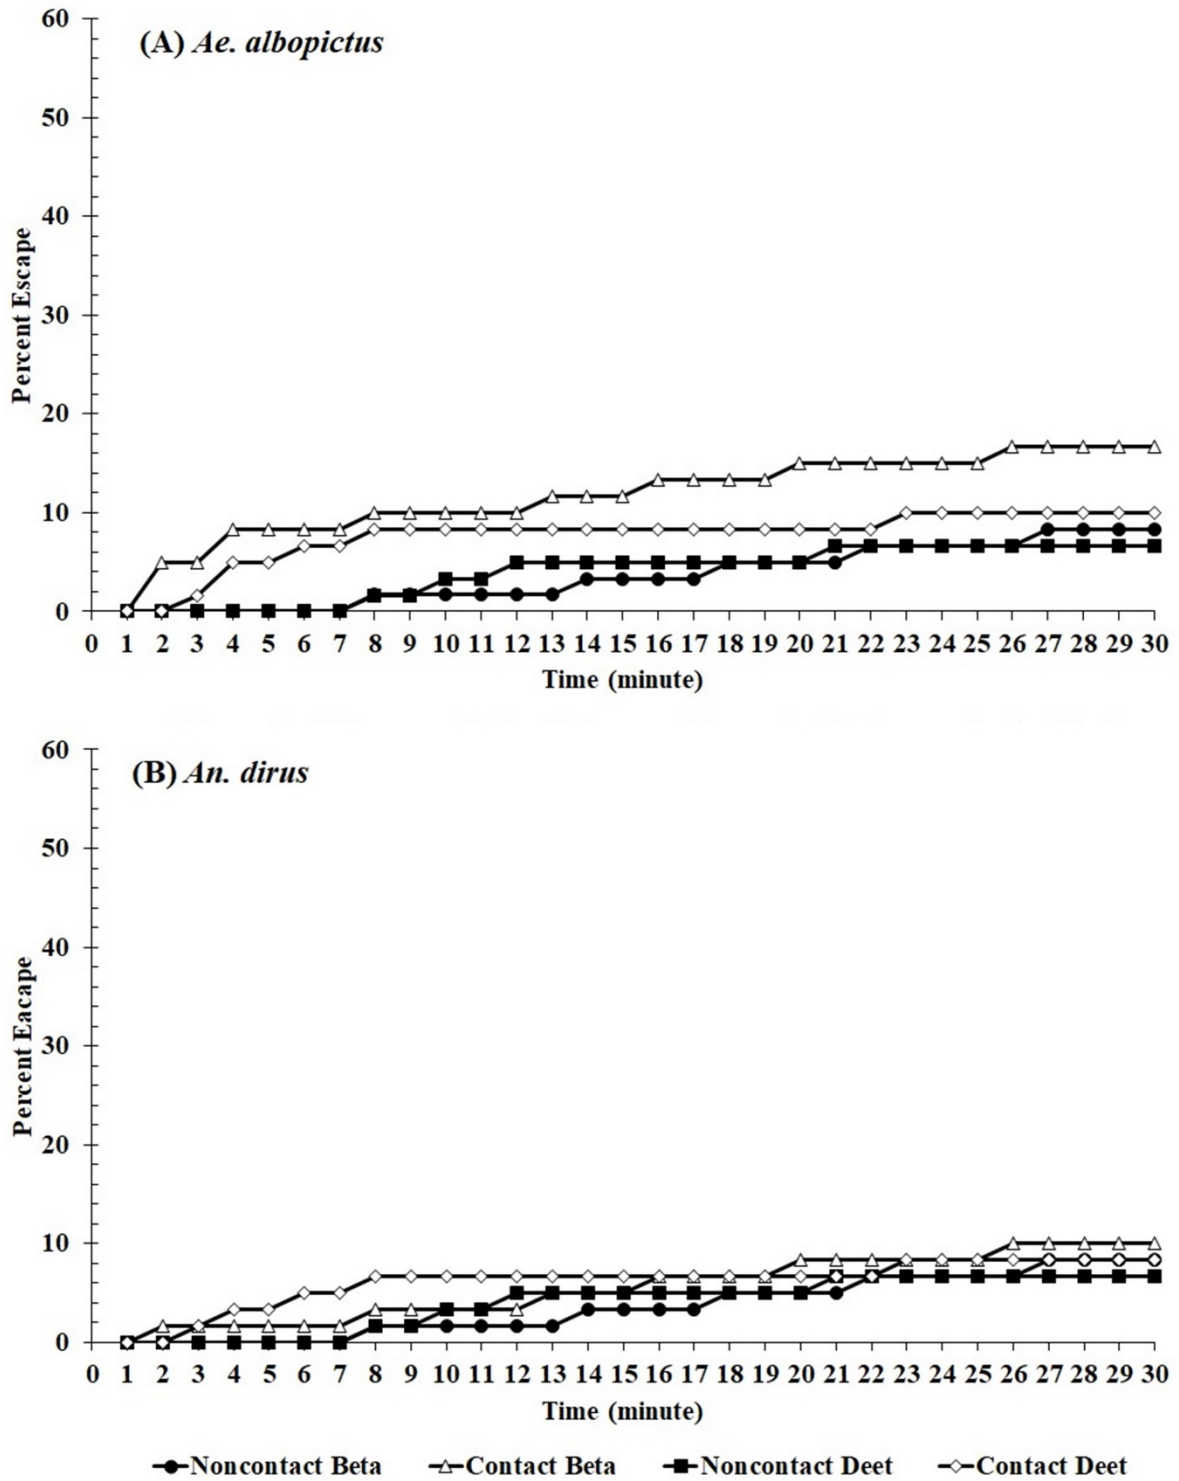 60
(A) Ae. albopictus
50
40
30
20
10
0
Percent Escape
0 1 2 3 4 5 6 7 8 9 10 11 12 13 14 15 16 17 18 19 20 21 22 23 24 25 26 27 28 29 30
Time (minute)
60
(B) An. dirus
50
40
30
20
10
0
Percent Eacape
0 1 2 3 4 5 6 7 8 9 10 11 12 13 14 15 16 17 18 19 20 21 22 23 24 25 26 27 28 29 30
Time (minute)
Noncontact Beta Contact Beta Noncontact Deet Contact Deet